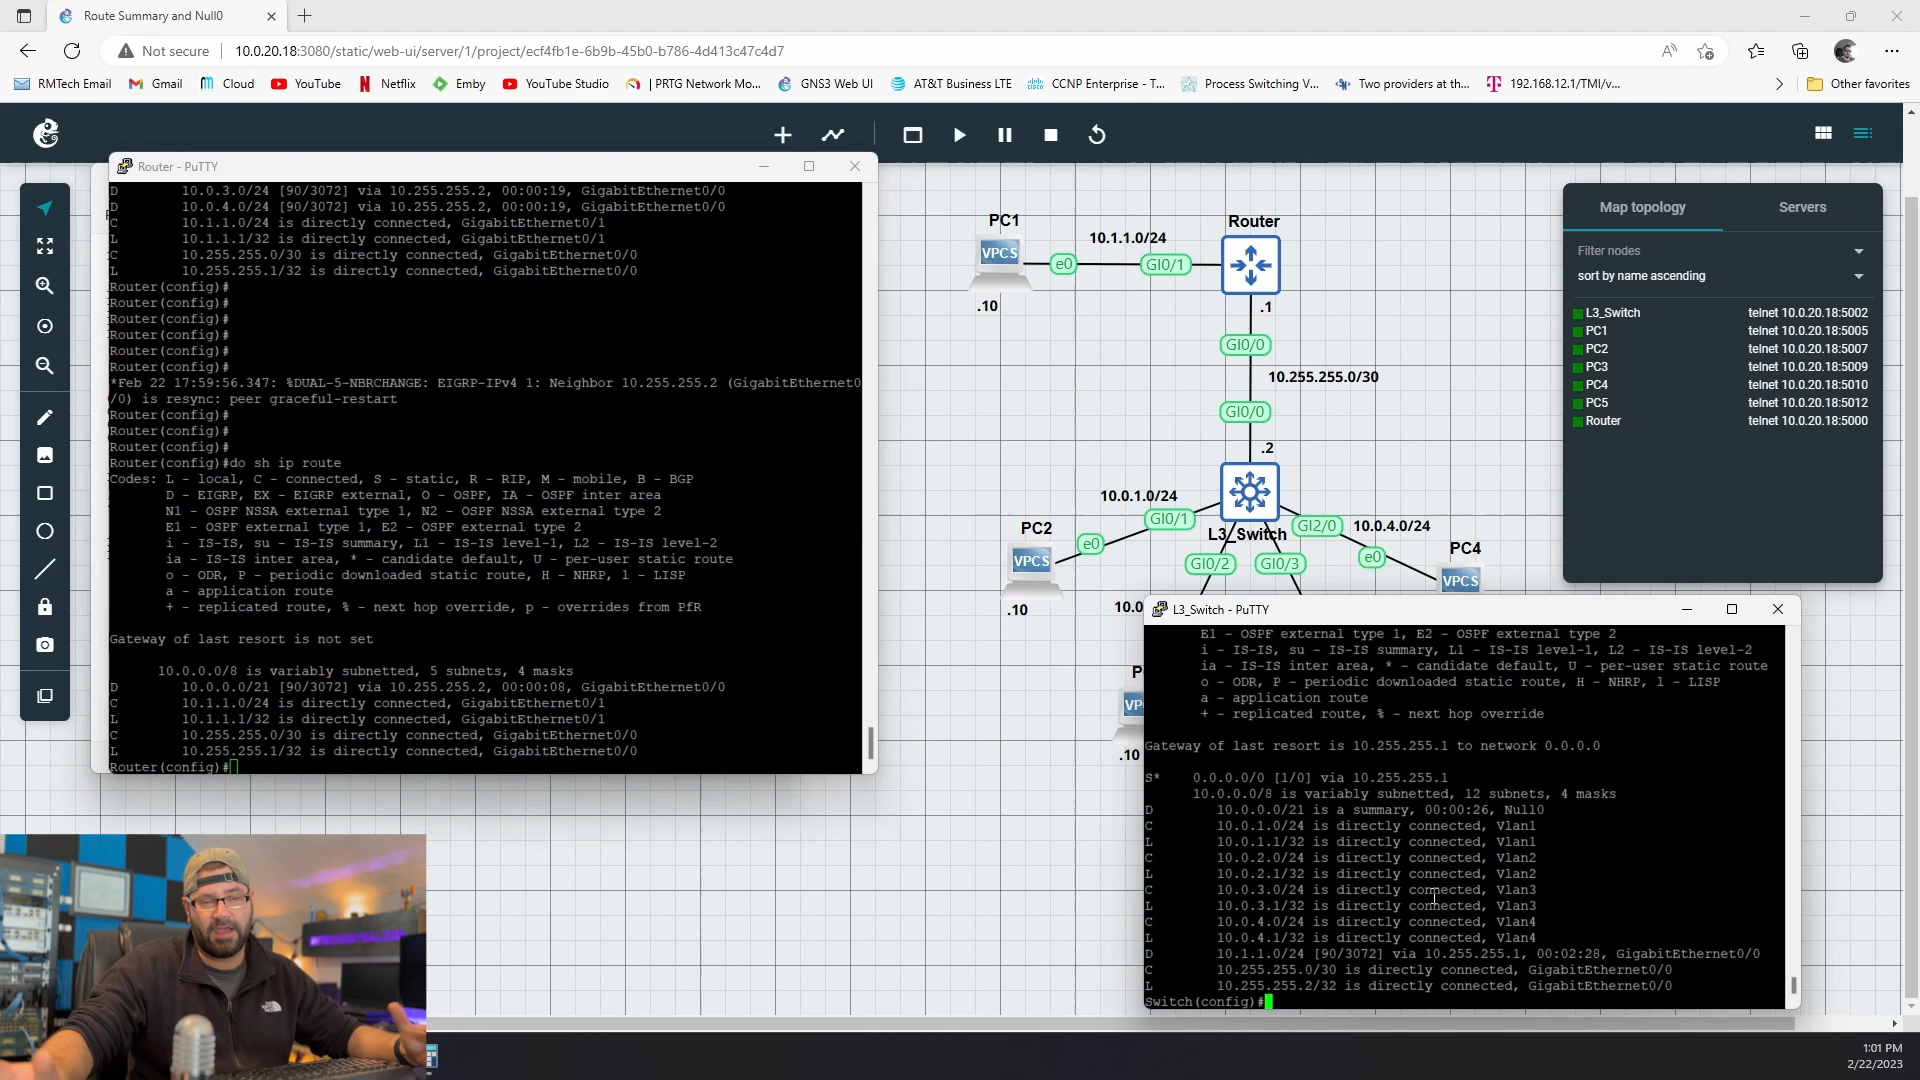 Route Summary and Null0
Not secure
10.0.20.18:3080/static/web-ui/server/1/project/ecf4fb1e-6b9b-45b0-b786-4d413c47c4d7
RMTech Email
Gmail
Cloud
YouTube
Netflix
Emby
YouTube Studio
| PRTG Network Mo...
GNS3 Web UI
AT&T Business LTE
CCNP Enterprise - T...
Process Switching V...
Two providers at th...
192.168.12.1/TMI/v...
Other favorites
Router - PuTTY
D        10.0.3.0/24 [90/3072] via 10.255.255.2, 00:00:19, GigabitEthernet0/0
D        10.0.4.0/24 [90/3072] via 10.255.255.2, 00:00:19, GigabitEthernet0/0
C        10.1.1.0/24 is directly connected, GigabitEthernet0/1
L        10.1.1.1/32 is directly connected, GigabitEthernet0/1
C        10.255.255.0/30 is directly connected, GigabitEthernet0/0
L        10.255.255.1/32 is directly connected, GigabitEthernet0/0
Router(config)#
Router(config)#
Router(config)#
Router(config)#
Router(config)#
Router(config)#
*Feb 22 17:59:56.347: %DUAL-5-NBRCHANGE: EIGRP-IPv4 1: Neighbor 10.255.255.2 (GigabitEthernet0
/0) is resync: peer graceful-restart
Router(config)#
Router(config)#
Router(config)#
Router(config)#do sh ip route
Codes: L - local, C - connected, S - static, R - RIP, M - mobile, B - BGP
D - EIGRP, EX - EIGRP external, O - OSPF, IA - OSPF inter area
N1 - OSPF NSSA external type 1, N2 - OSPF NSSA external type 2
E1 - OSPF external type 1, E2 - OSPF external type 2
i - IS-IS, su - IS-IS summary, L1 - IS-IS level-1, L2 - IS-IS level-2
ia - IS-IS inter area, * - candidate default, U - per-user static route
o - ODR, P - periodic downloaded static route, H - NHRP, l - LISP
a - application route
+ - replicated route, % - next hop override, p - overrides from PfR
Gateway of last resort is not set
10.0.0.0/8 is variably subnetted, 5 subnets, 4 masks
D        10.0.0.0/21 [90/3072] via 10.255.255.2, 00:00:08, GigabitEthernet0/0
C        10.1.1.0/24 is directly connected, GigabitEthernet0/1
L        10.1.1.1/32 is directly connected, GigabitEthernet0/1
C        10.255.255.0/30 is directly connected, GigabitEthernet0/0
L        10.255.255.1/32 is directly connected, GigabitEthernet0/0
Router(config)#
PC1
VPCS
.10
e0
10.1.1.0/24
GI0/1
Router
.1
GI0/0
10.255.255.0/30
GI0/0
.2
L3_Switch
10.0.1.0/24
GI0/1
PC2
VPCS
.10
e0
GI0/2
GI0/3
GI2/0
10.0.4.0/24
e0
PC4
VPCS
10.0
P
VP
.10
Map topology
Servers
Filter nodes
sort by name ascending
L3_Switch telnet 10.0.20.18:5002
PC1 telnet 10.0.20.18:5005
PC2 telnet 10.0.20.18:5007
PC3 telnet 10.0.20.18:5009
PC4 telnet 10.0.20.18:5010
PC5 telnet 10.0.20.18:5012
Router telnet 10.0.20.18:5000
L3_Switch - PuTTY
E1 - OSPF external type 1, E2 - OSPF external type 2
i - IS-IS, su - IS-IS summary, L1 - IS-IS level-1, L2 - IS-IS level-2
ia - IS-IS inter area, * - candidate default, U - per-user static route
o - ODR, P - periodic downloaded static route, H - NHRP, l - LISP
a - application route
+ - replicated route, % - next hop override
Gateway of last resort is 10.255.255.1 to network 0.0.0.0
S*    0.0.0.0/0 [1/0] via 10.255.255.1
10.0.0.0/8 is variably subnetted, 12 subnets, 4 masks
D        10.0.0.0/21 is a summary, 00:00:26, Null0
C        10.0.1.0/24 is directly connected, Vlan1
L        10.0.1.1/32 is directly connected, Vlan1
C        10.0.2.0/24 is directly connected, Vlan2
L        10.0.2.1/32 is directly connected, Vlan2
C        10.0.3.0/24 is directly connected, Vlan3
L        10.0.3.1/32 is directly connected, Vlan3
C        10.0.4.0/24 is directly connected, Vlan4
L        10.0.4.1/32 is directly connected, Vlan4
D        10.1.1.0/24 [90/3072] via 10.255.255.1, 00:02:28, GigabitEthernet0/0
C        10.255.255.0/30 is directly connected, GigabitEthernet0/0
L        10.255.255.2/32 is directly connected, GigabitEthernet0/0
Switch(config)#
1:01 PM
2/22/2023